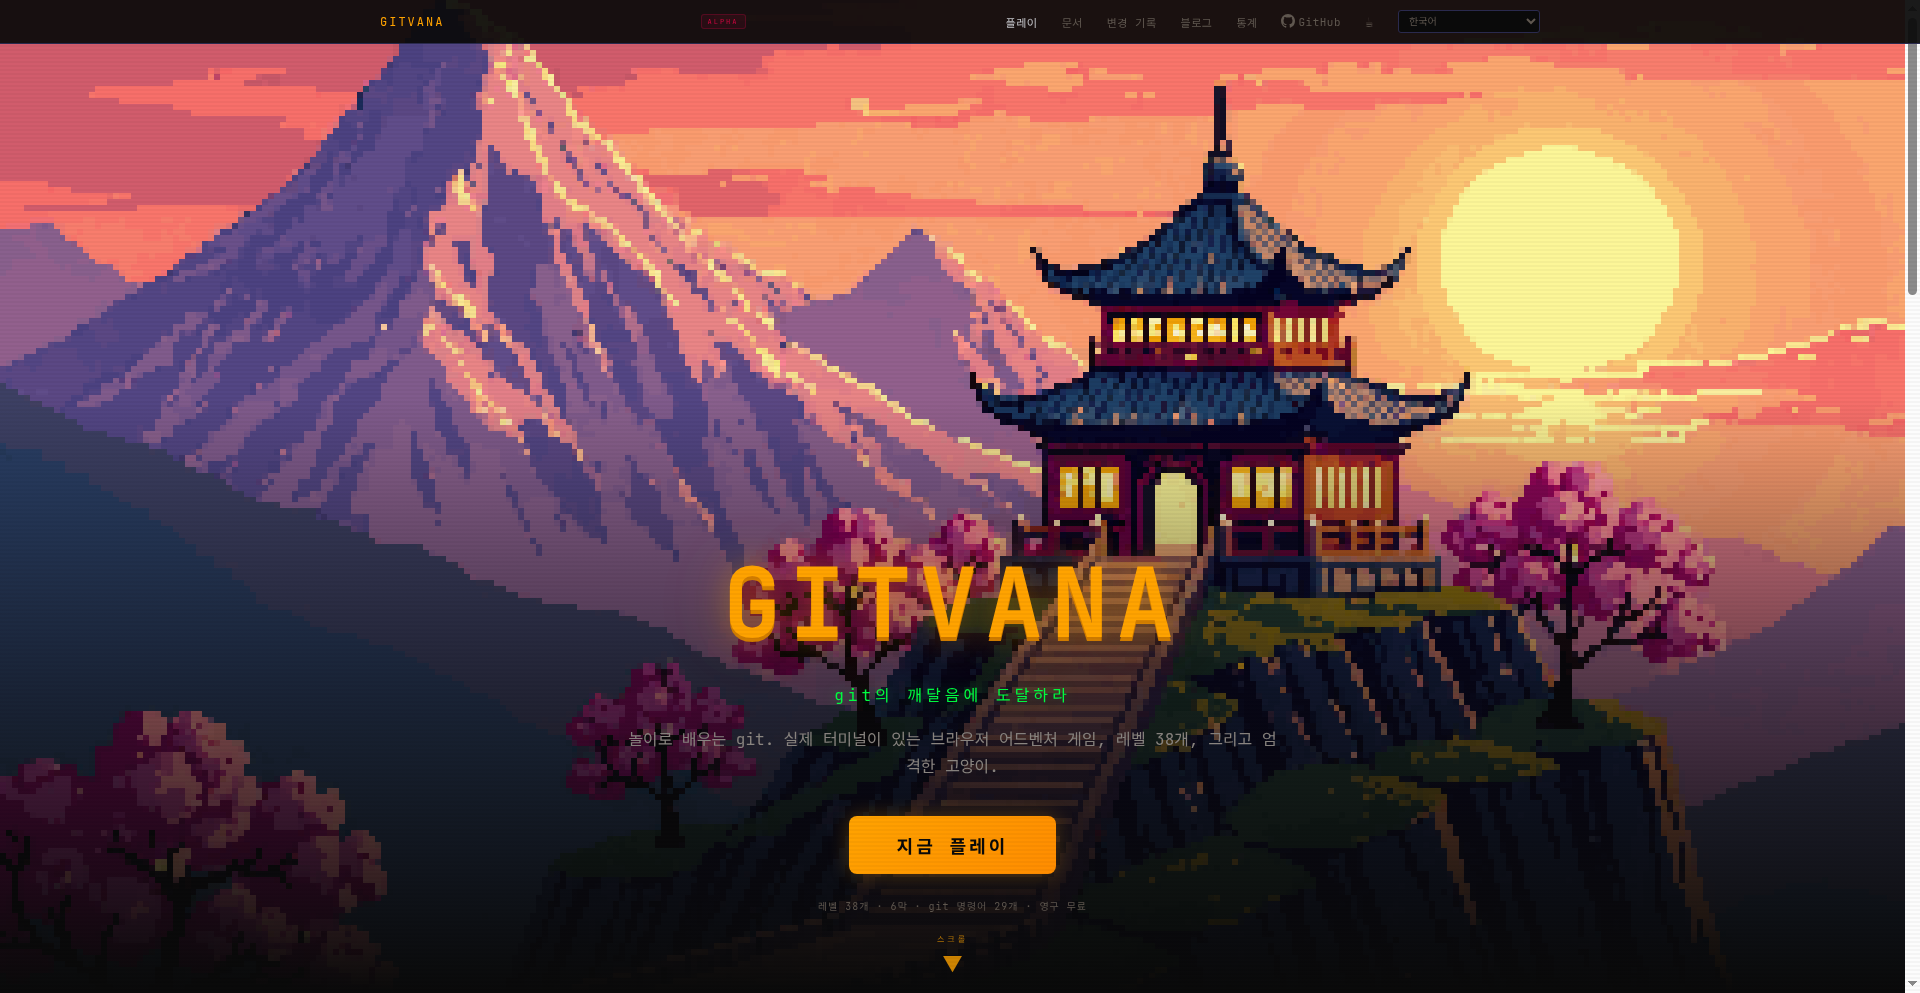 GITVANA
ALPHA
플레이 문서 변경 기록 블로그 통계 GitHub 한국어
GITVANA
git의 깨달음에 도달하라
놀이로 배우는 git. 실제 터미널이 있는 브라우저 어드벤처 게임, 레벨 38개, 그리고 엄
격한 고양이.
지금 플레이
레벨 38개 · 6막 · git 명령어 29개 · 영구 무료
스크롤